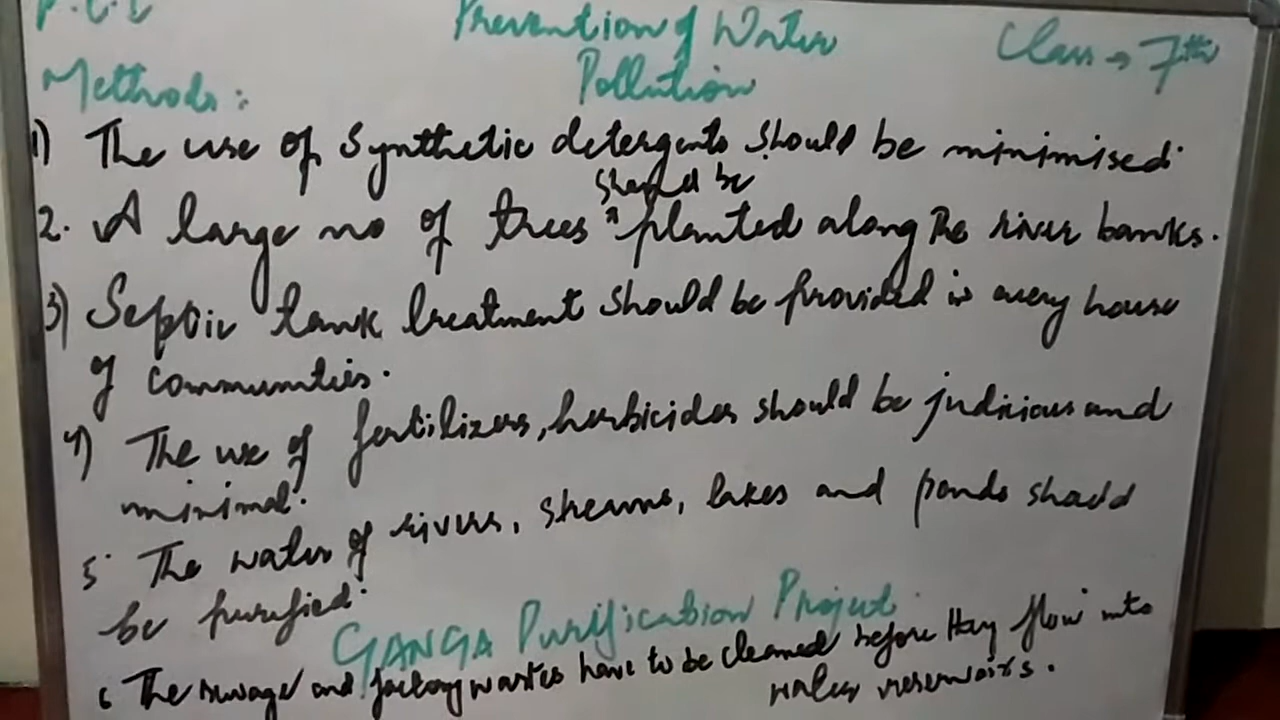 Prevention of Water
Pollution
Class → 7th
Methods:
1) The use of Synthetic detergents should be minimised.
should be
2. A large no of trees ^ planted along the river banks.
3) Septic tank treatment should be provided in every house
of communities.
4) The use of fertilizers, herbicides should be judicious and
minimal.
5. The water of rivers, streams, lakes and ponds should
be purified.
GANGA Purification Project.
6 The sewage and factory wastes have to be cleamed before they flow into
water reservoirs.